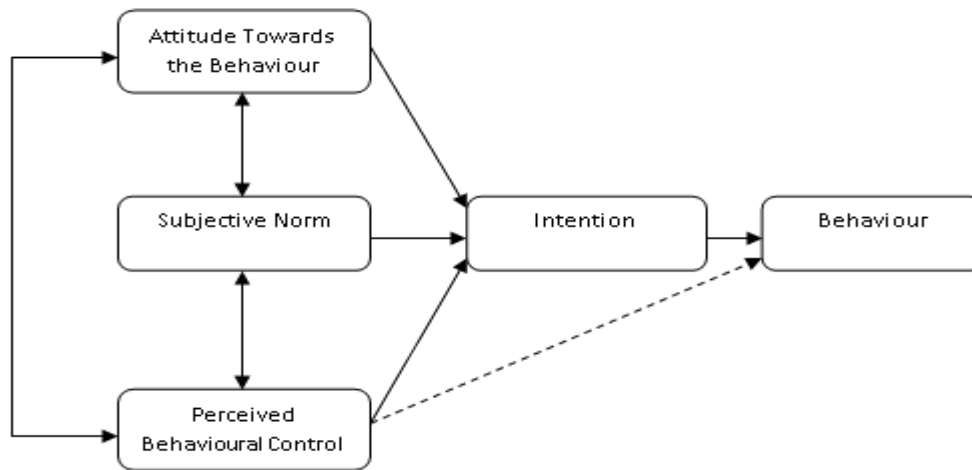 Attitude Towards
the Behaviour
Subjective Norm
Intention
Behaviour
Perceived
Behavioural Control